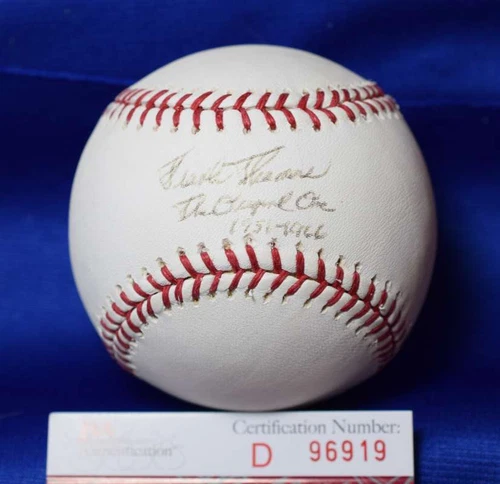 Frank Thomas
The Original One
1951-1966
Certification Number:
D 96919